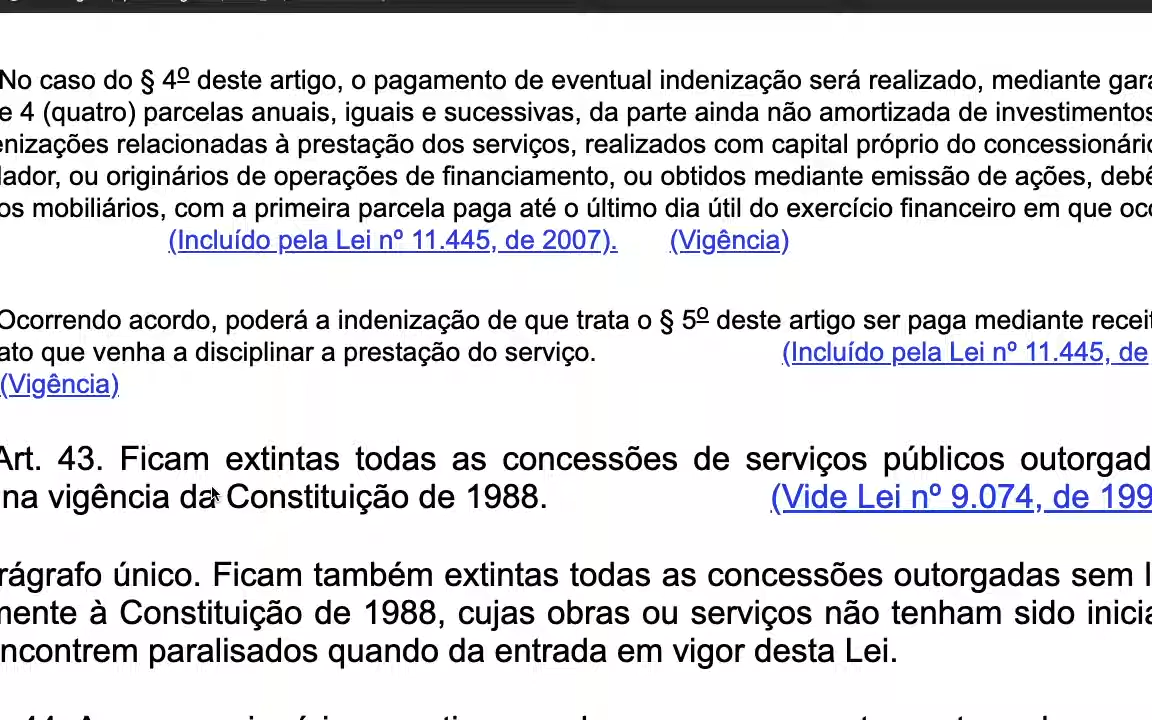 No caso do § 4º deste artigo, o pagamento de eventual indenização será realizado, mediante gar
e 4 (quatro) parcelas anuais, iguais e sucessivas, da parte ainda não amortizada de investimentos
enizações relacionadas à prestação dos serviços, realizados com capital próprio do concessionári
lador, ou originários de operações de financiamento, ou obtidos mediante emissão de ações, debê
os mobiliários, com a primeira parcela paga até o último dia útil do exercício financeiro em que oc
(Incluído pela Lei nº 11.445, de 2007). (Vigência)
Ocorrendo acordo, poderá a indenização de que trata o § 5º deste artigo ser paga mediante receit
ato que venha a disciplinar a prestação do serviço. (Incluído pela Lei nº 11.445, de
(Vigência)
Art. 43. Ficam extintas todas as concessões de serviços públicos outorgad
na vigência da Constituição de 1988. (Vide Lei nº 9.074, de 199
rágrafo único. Ficam também extintas todas as concessões outorgadas sem l
mente à Constituição de 1988, cujas obras ou serviços não tenham sido inicia
ncontrem paralisados quando da entrada em vigor desta Lei.